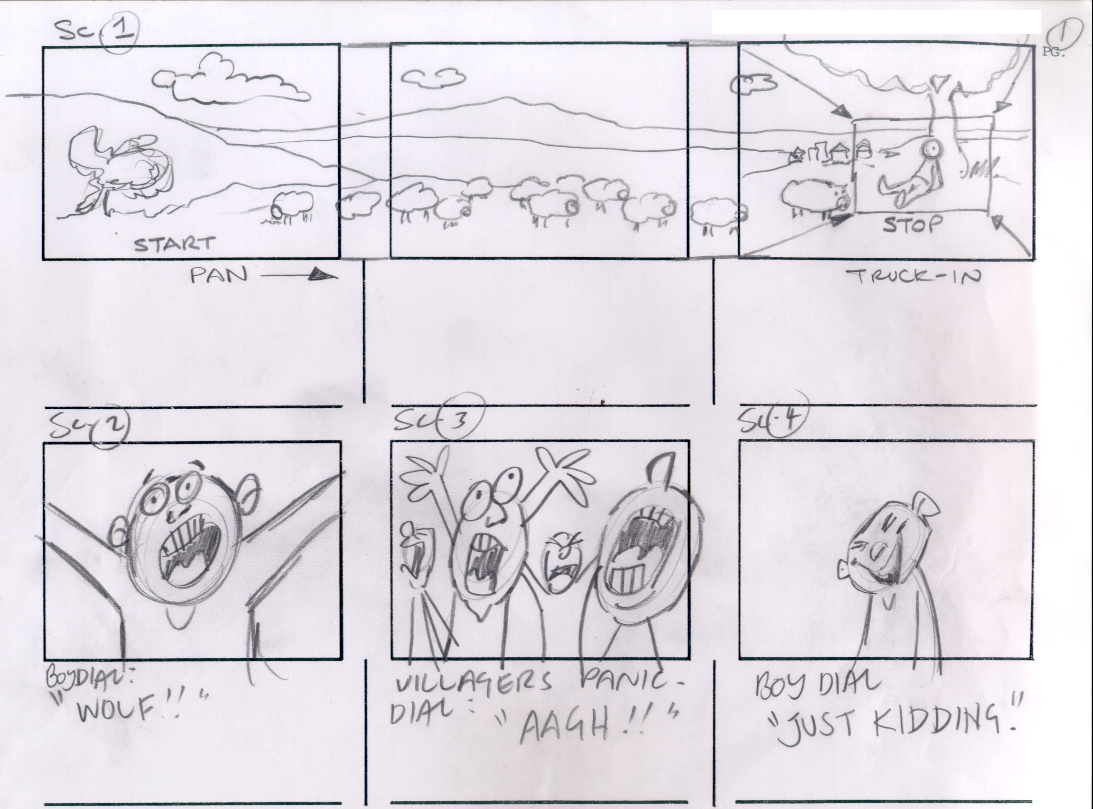 Sc. 1
1
PG.
START
STOP
PAN
TRUCK-IN
Sc. 2
Sc. 3
Sc. 4
BOY DIAL:
"WOLF!!"
VILLAGERS PANIC.
DIAL: "AAGH!!"
BOY DIAL
"JUST KIDDING."